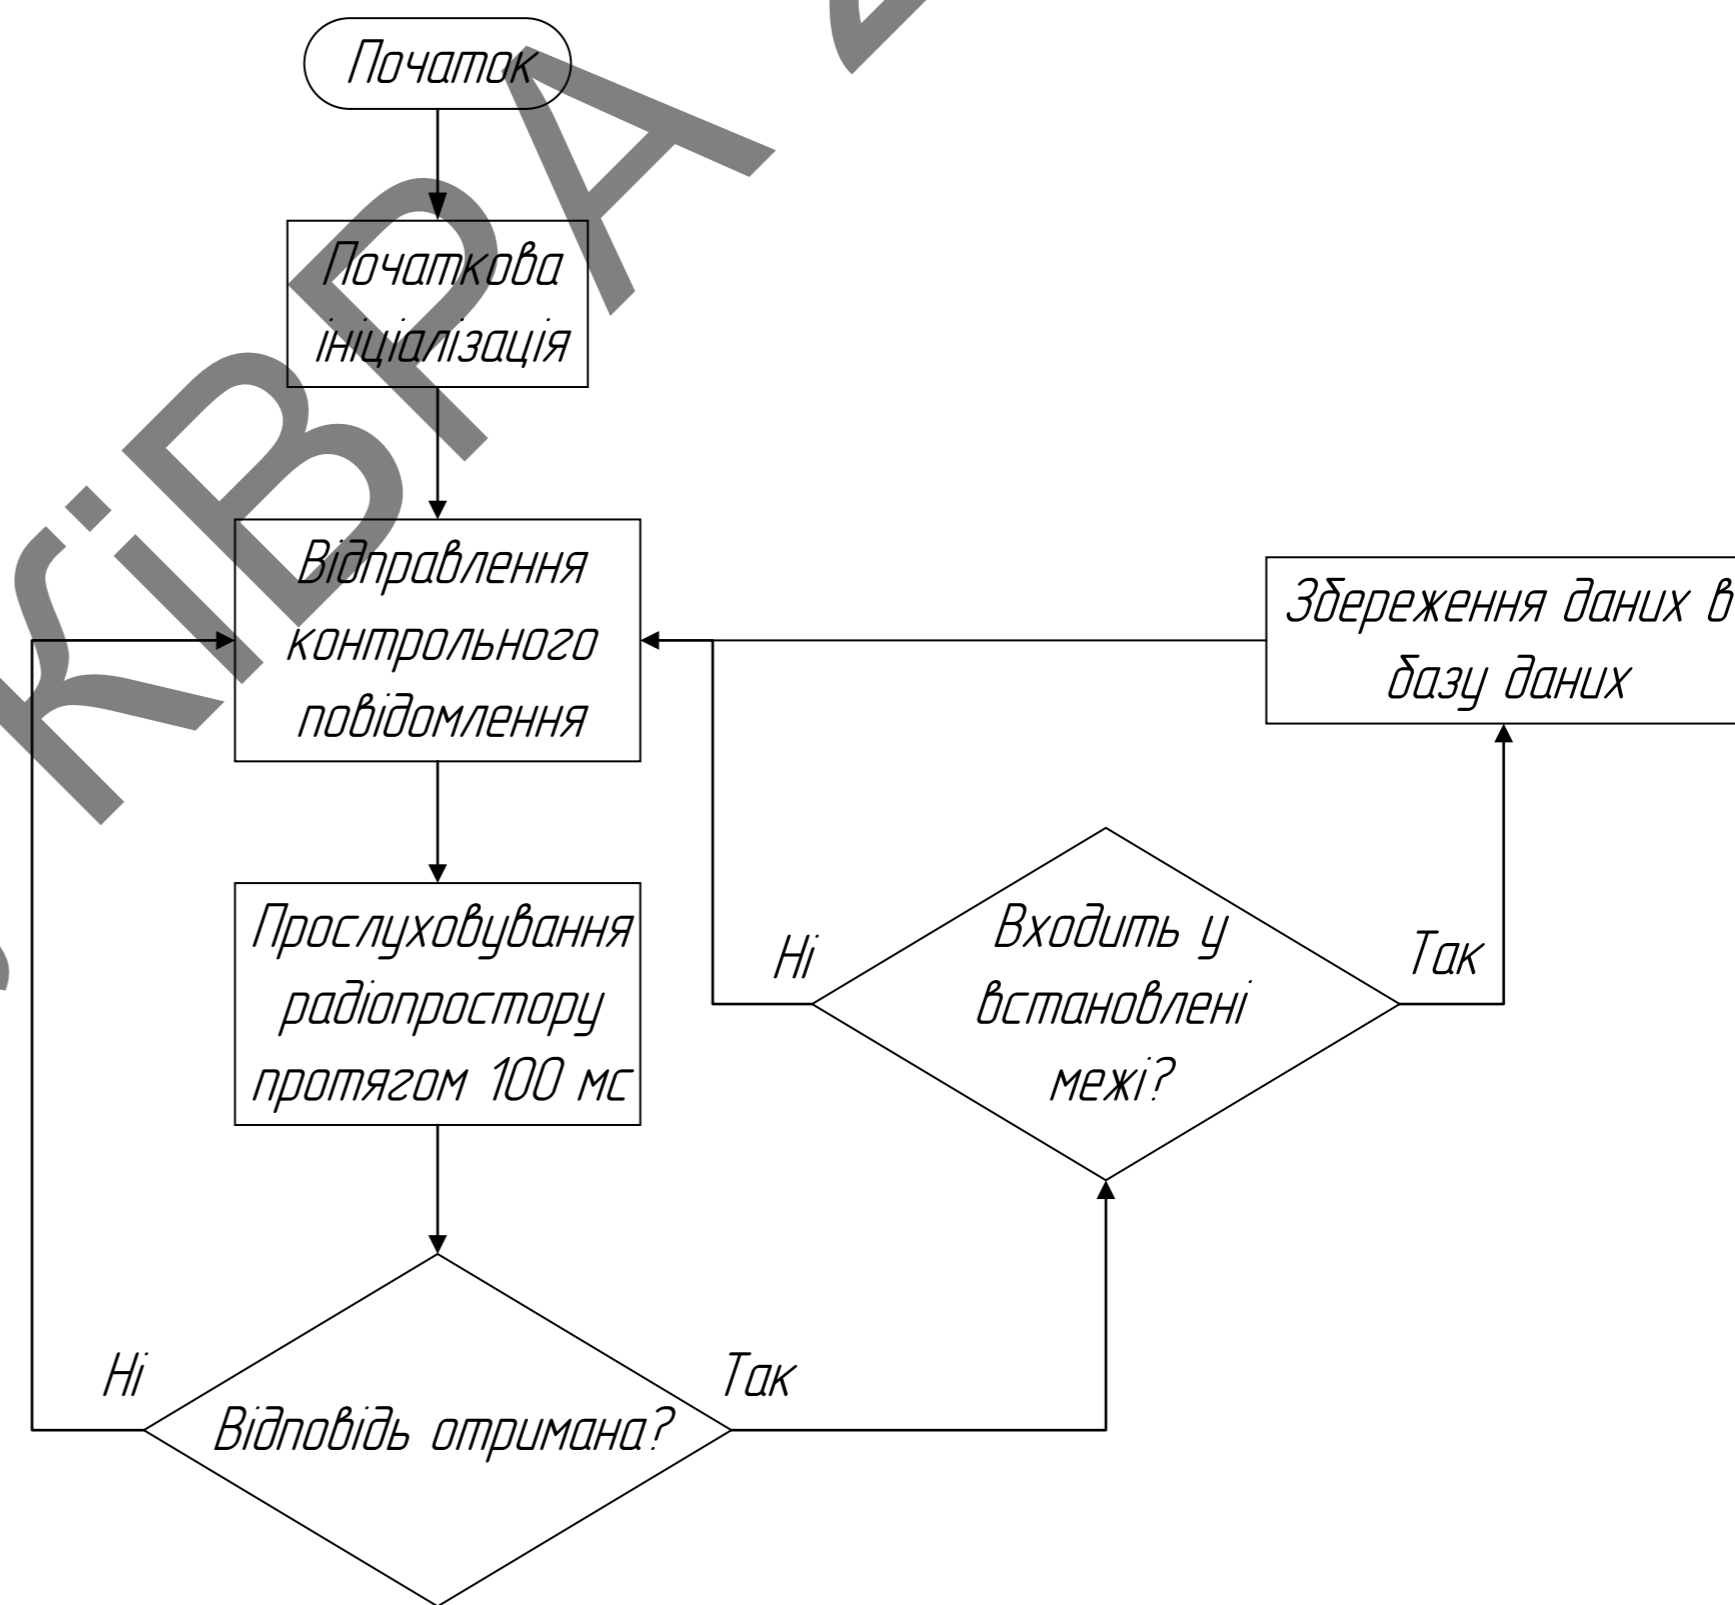 Початок
Початкова
ініціалізація
Відправлення
контрольного
повідомлення
Збереження даних в
базу даних
Прослуховування
радіопростору
протягом 100 мс
Входить у
встановлені
межі?
Ні
Так
Відповідь отримана?
Ні
Так
КіВРА